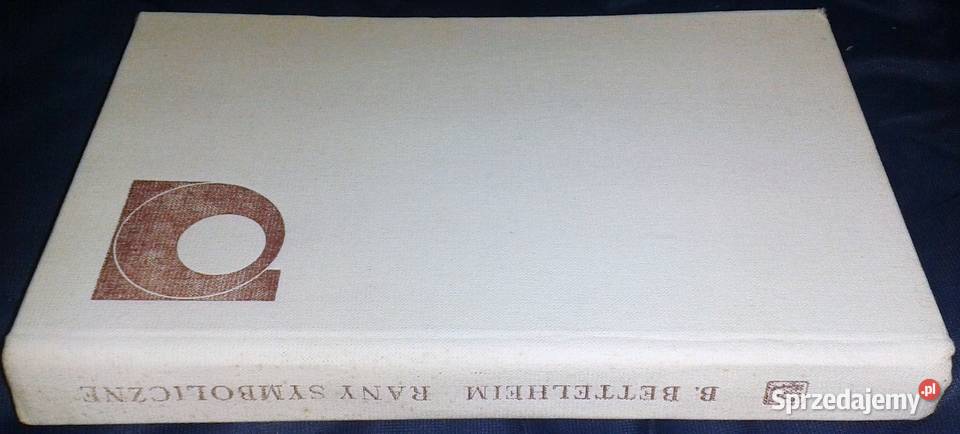 B. BETTELHEIM RANY SYMBOLICZNE
Sprzedajemy.pl